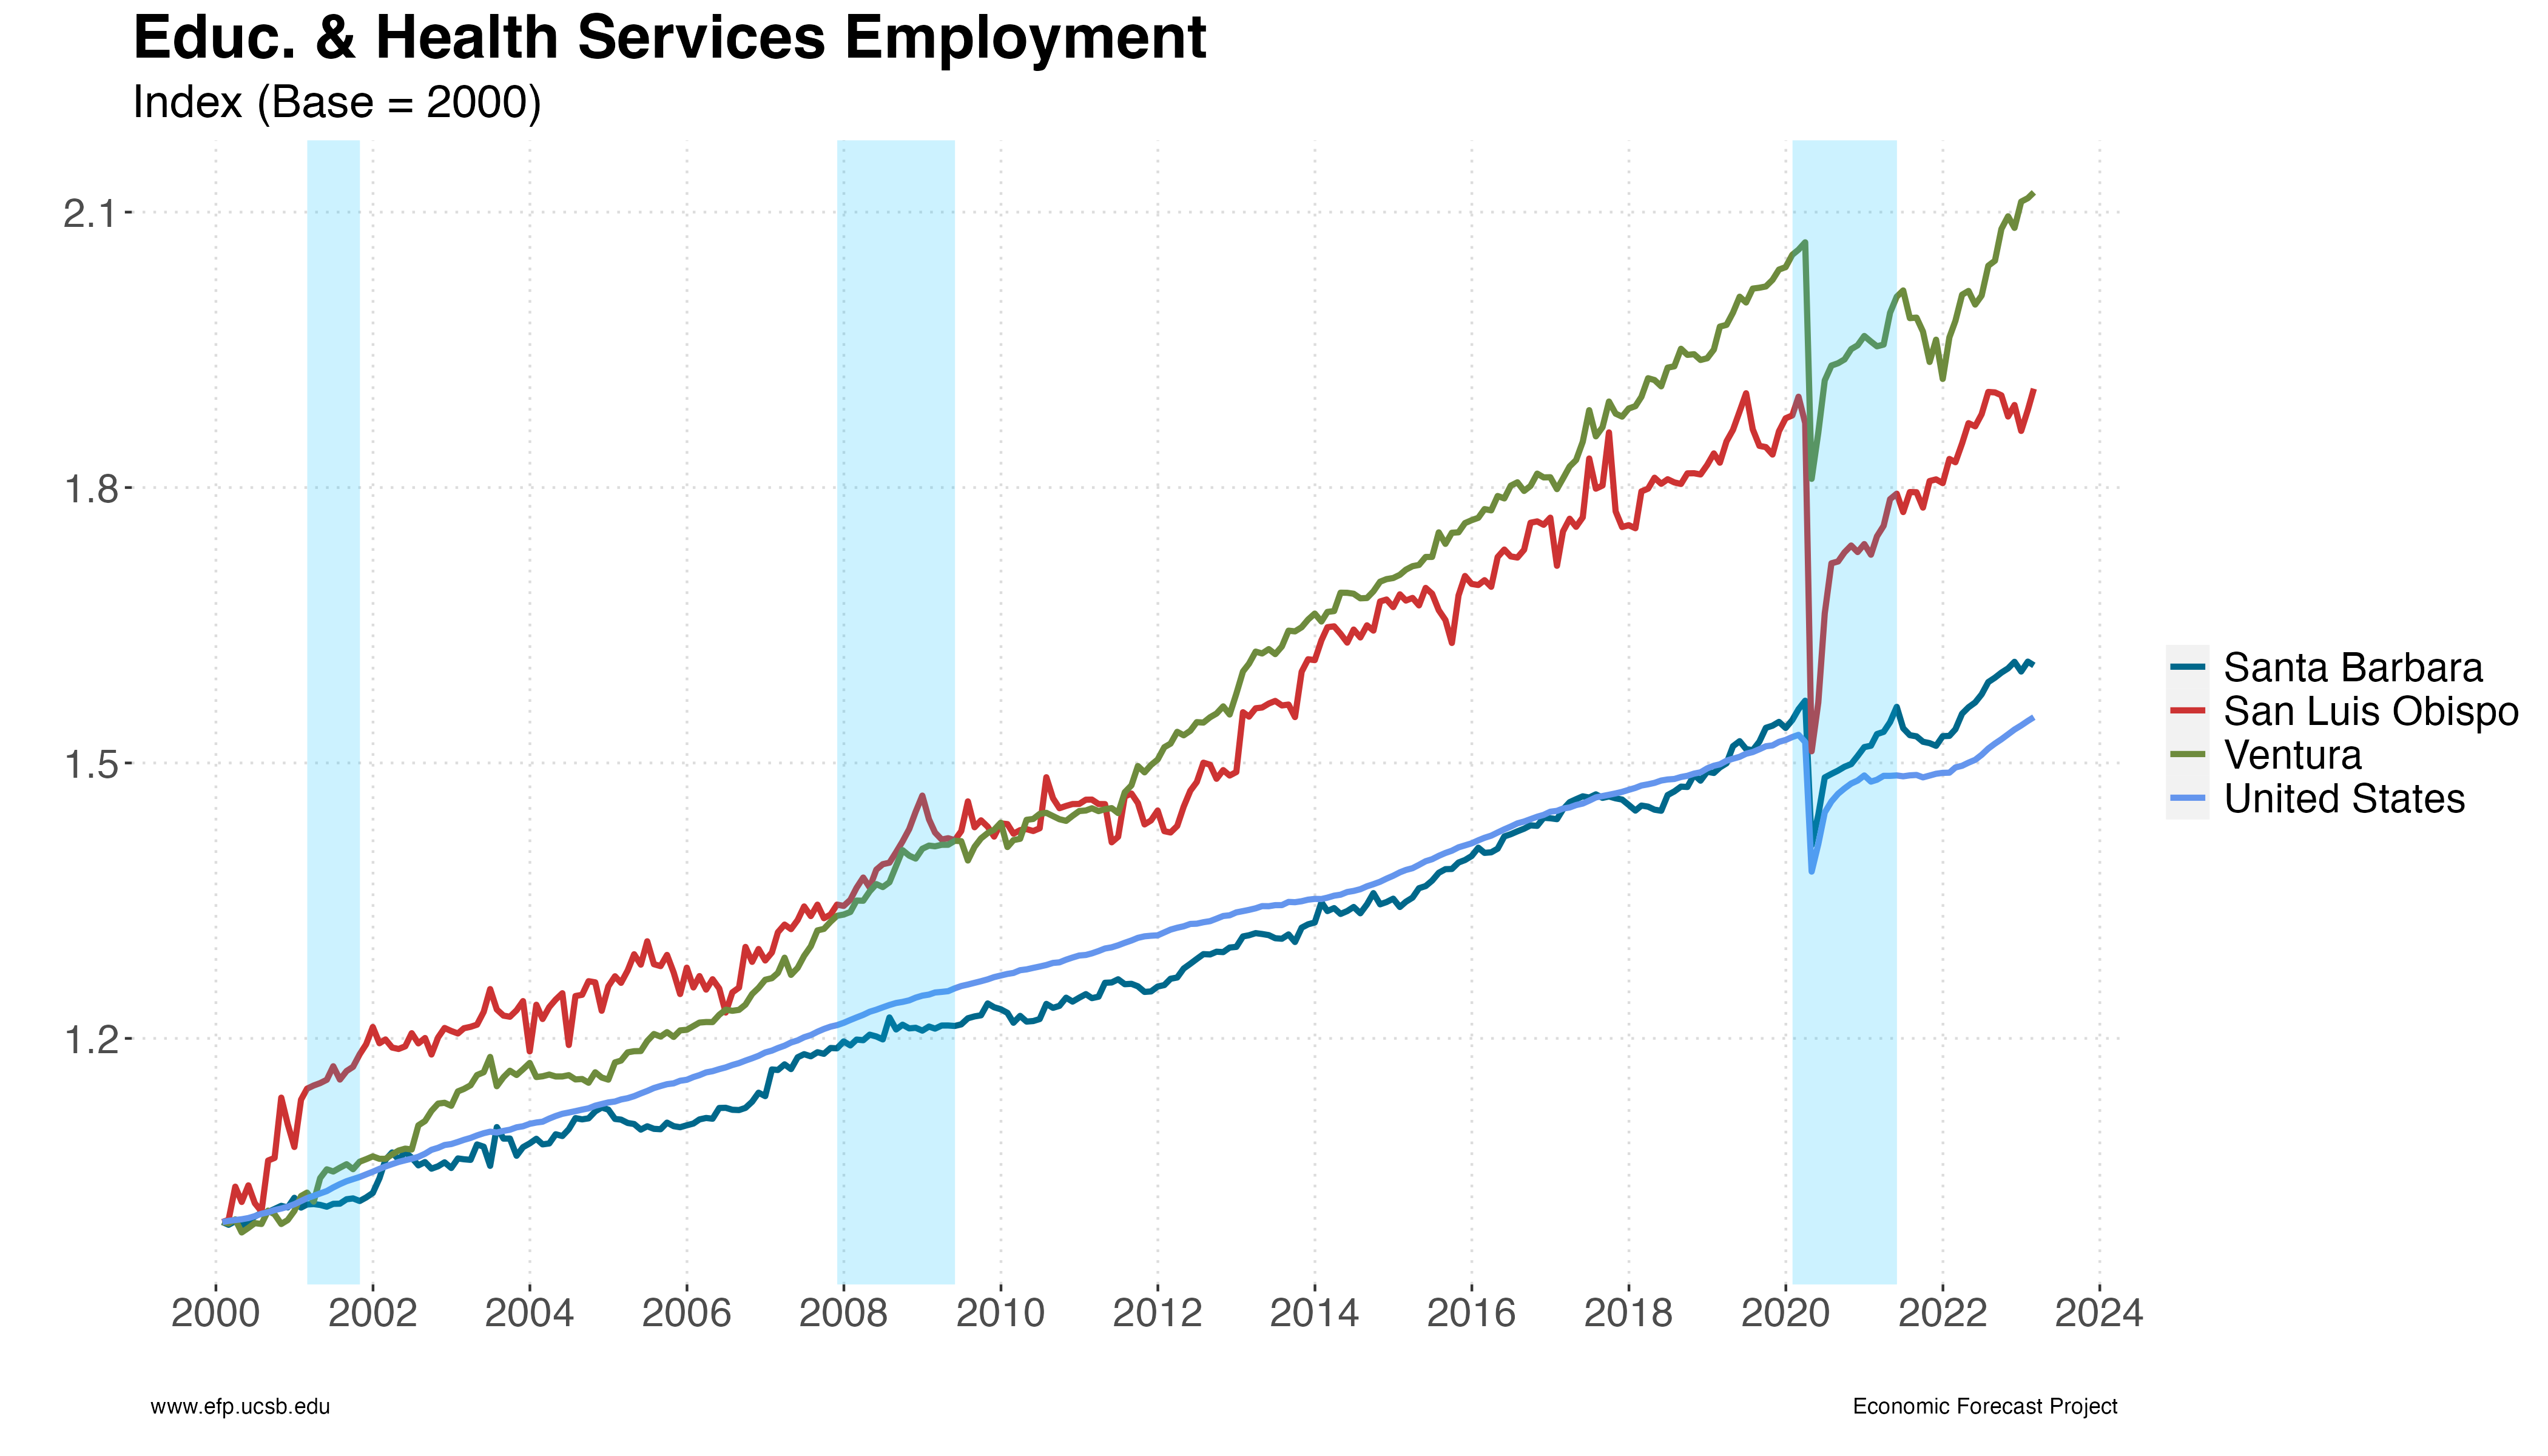 Educ. & Health Services Employment
Index (Base = 2000)
2.1
1.8
1.5
1.2
Santa Barbara
San Luis Obispo
Ventura
United States
2000 2002 2004 2006 2008 2010 2012 2014 2016 2018 2020 2022 2024
www.efp.ucsb.edu
Economic Forecast Project